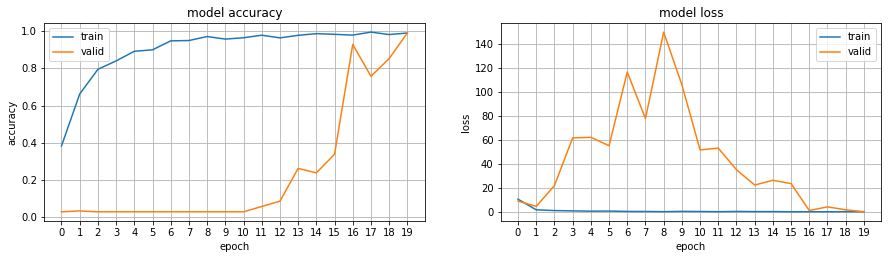 model accuracy
train
valid
accuracy
1.0
0.8
0.6
0.4
0.2
0.0
0 1 2 3 4 5 6 7 8 9 10 11 12 13 14 15 16 17 18 19
epoch
model loss
train
valid
loss
140
120
100
80
60
40
20
0
0 1 2 3 4 5 6 7 8 9 10 11 12 13 14 15 16 17 18 19
epoch